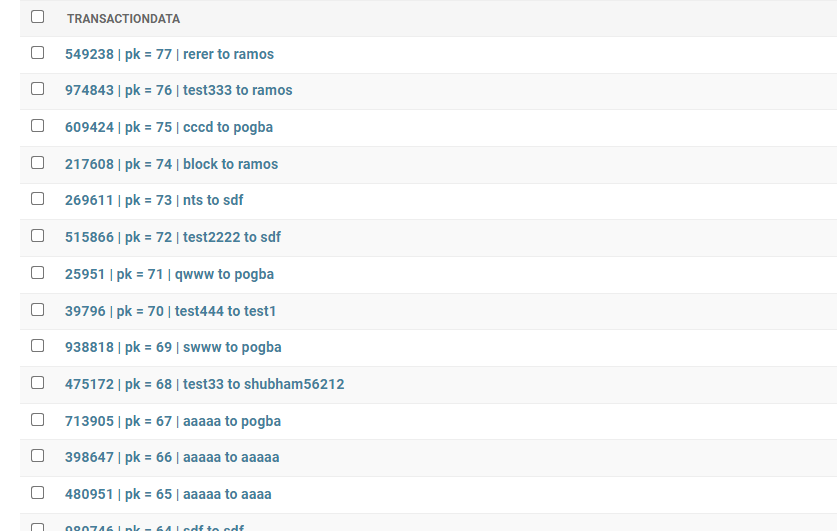 TRANSACTIONDATA
549238 | pk = 77 | rerer to ramos
974843 | pk = 76 | test333 to ramos
609424 | pk = 75 | cccd to pogba
217608 | pk = 74 | block to ramos
269611 | pk = 73 | nts to sdf
515866 | pk = 72 | test2222 to sdf
25951 | pk = 71 | qwww to pogba
39796 | pk = 70 | test444 to test1
938818 | pk = 69 | swww to pogba
475172 | pk = 68 | test33 to shubham56212
713905 | pk = 67 | aaaaa to pogba
398647 | pk = 66 | aaaaa to aaaaa
480951 | pk = 65 | aaaaa to aaaa
980746 | pk = 64 | sdf to sdf